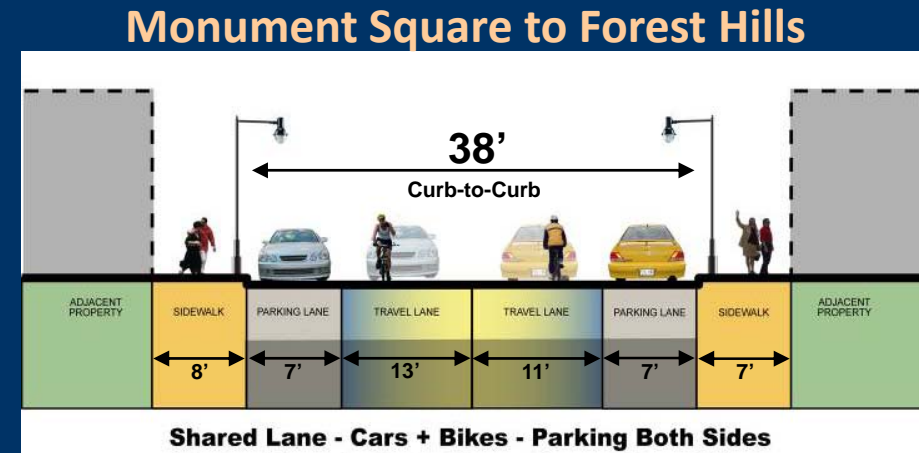 Monument Square to Forest Hills
38’
Curb-to-Curb
ADJACENT
PROPERTY
SIDEWALK
PARKING LANE
TRAVEL LANE
TRAVEL LANE
PARKING LANE
SIDEWALK
ADJACENT
PROPERTY
8’
7’
13’
11’
7’
7’
Shared Lane - Cars + Bikes - Parking Both Sides